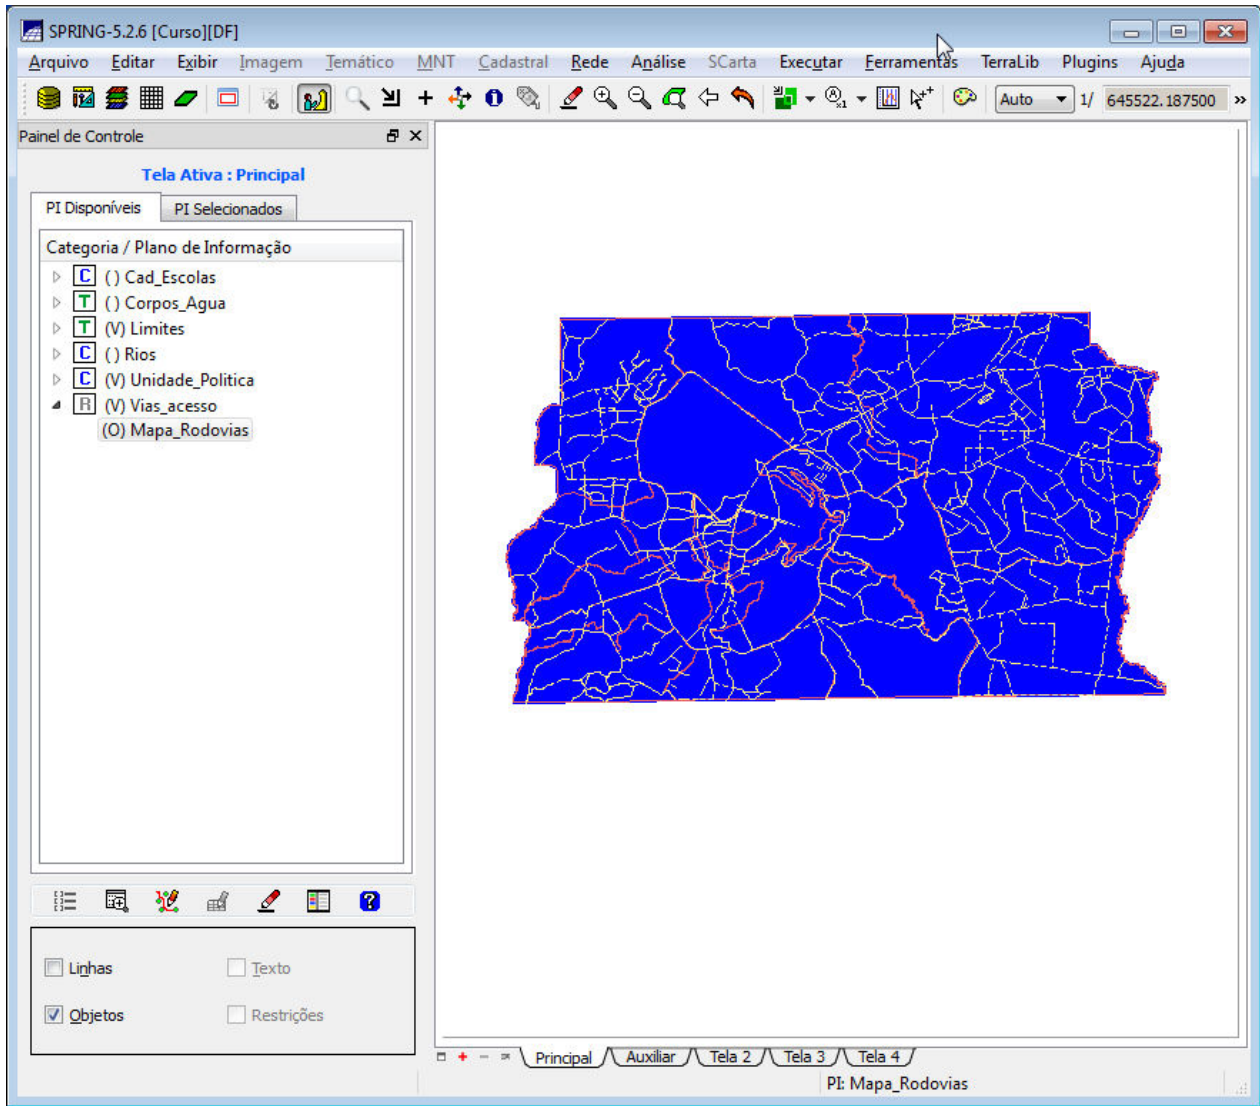 SPRING-5.2.6 [Curso][DF]
Arquivo Editar Exibir Imagem Temático MNT Cadastral Rede Análise SCarta Executar Ferramentas TerraLib Plugins Ajuda
Auto 1/ 645522.187500 »
Painel de Controle
Tela Ativa : Principal
PI Disponíveis PI Selecionados
Categoria / Plano de Informação
C () Cad_Escolas
T () Corpos_Agua
T (V) Limites
C () Rios
C (V) Unidade_Politica
R (V) Vias_acesso
(O) Mapa_Rodovias
Linhas Texto
Objetos Restrições
Principal Auxiliar Tela 2 Tela 3 Tela 4
PI: Mapa_Rodovias